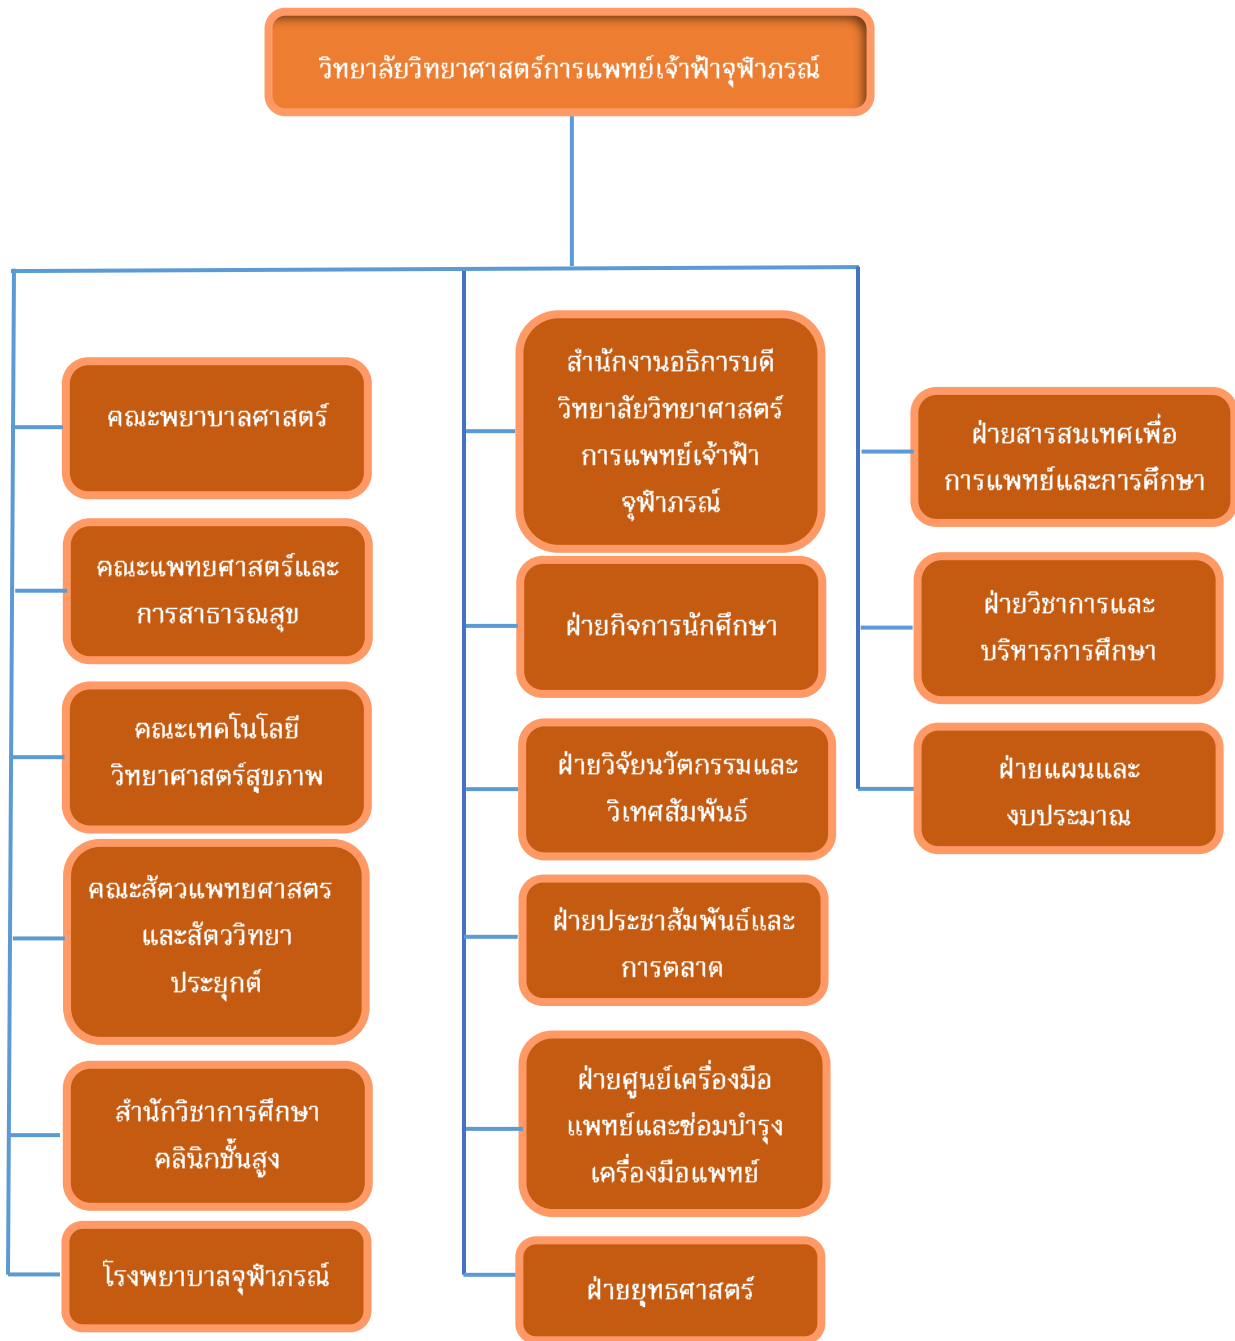 วิทยาลัยวิทยาศาสตร์การแพทย์เจ้าฟ้าจุฬาภรณ์
คณะพยาบาลศาสตร์
คณะแพทยศาสตร์และ
การสาธารณสุข
คณะเทคโนโลยี
วิทยาศาสตร์สุขภาพ
คณะสัตวแพทยศาสตร
และสัตววิทยา
ประยุกต์
สำนักวิชาการศึกษา
คลินิกชั้นสูง
โรงพยาบาลจุฬาภรณ์
สำนักงานอธิการบดี
วิทยาลัยวิทยาศาสตร์
การแพทย์เจ้าฟ้า
จุฬาภรณ์
ฝ่ายกิจการนักศึกษา
ฝ่ายวิจัยนวัตกรรมและ
วิเทศสัมพันธ์
ฝ่ายประชาสัมพันธ์และ
การตลาด
ฝ่ายศูนย์เครื่องมือ
แพทย์และซ่อมบำรุง
เครื่องมือแพทย์
ฝ่ายยุทธศาสตร์
ฝ่ายสารสนเทศเพื่อ
การแพทย์และการศึกษา
ฝ่ายวิชาการและ
บริหารการศึกษา
ฝ่ายแผนและ
งบประมาณ